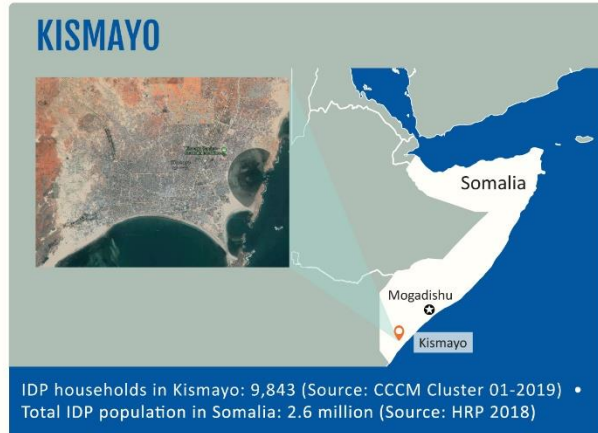 KISMAYO
Somalia
Mogadishu
Kismayo
IDP households in Kismayo: 9,843 (Source: CCCM Cluster 01-2019) •
Total IDP population in Somalia: 2.6 million (Source: HRP 2018)